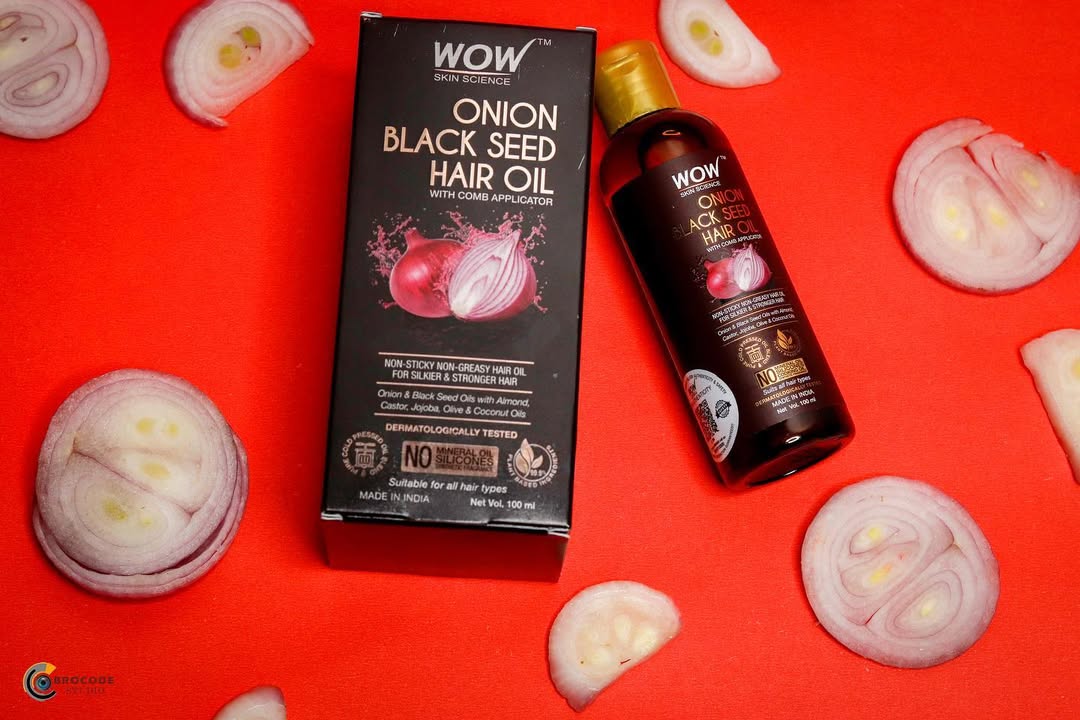 WOW™
SKIN SCIENCE
ONION
BLACK SEED
HAIR OIL
WITH COMB APPLICATOR
NON-STICKY NON-GREASY HAIR OIL
FOR SILKIER & STRONGER HAIR
Onion & Black Seed Oils with Almond,
Castor, Jojoba, Olive & Coconut Oils
DERMATOLOGICALLY TESTED
NO MINERAL OIL
SILICONES
PLANT BASED INGREDIENTS
Suitable for all hair types
MADE IN INDIA
Net Vol. 100 ml
WOW™
SKIN SCIENCE
ONION
BLACK SEED
HAIR OIL
WITH COMB APPLICATOR
NON-STICKY NON-GREASY HAIR OIL
FOR SILKIER & STRONGER HAIR
Onion & Black Seed Oils with Almond,
Castor, Jojoba, Olive & Coconut Oils
NO
Suits all hair types
DERMATOLOGICALLY TESTED
MADE IN INDIA
Net Vol. 100 ml
BROCODE